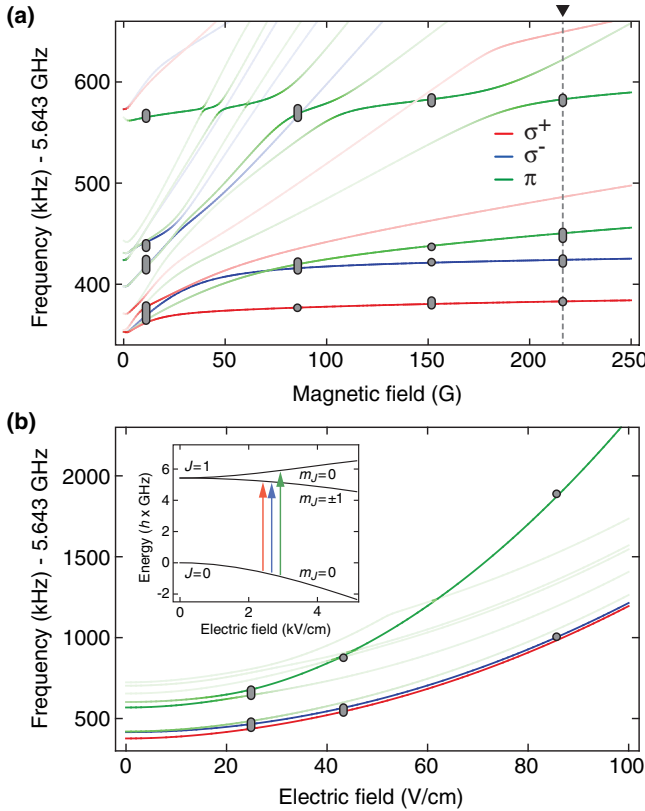 (a)
Frequency (kHz) - 5.643 GHz
600
500
400
σ+
σ-
π
0
50
100
150
200
250
Magnetic field (G)
(b)
Frequency (kHz) - 5.643 GHz
2000
1500
1000
500
Energy (h x GHz)
6
4
2
0
-2
J=1
mJ=0
mJ=±1
J=0
mJ=0
0
2
4
Electric field (kV/cm)
0
20
40
60
80
100
Electric field (V/cm)